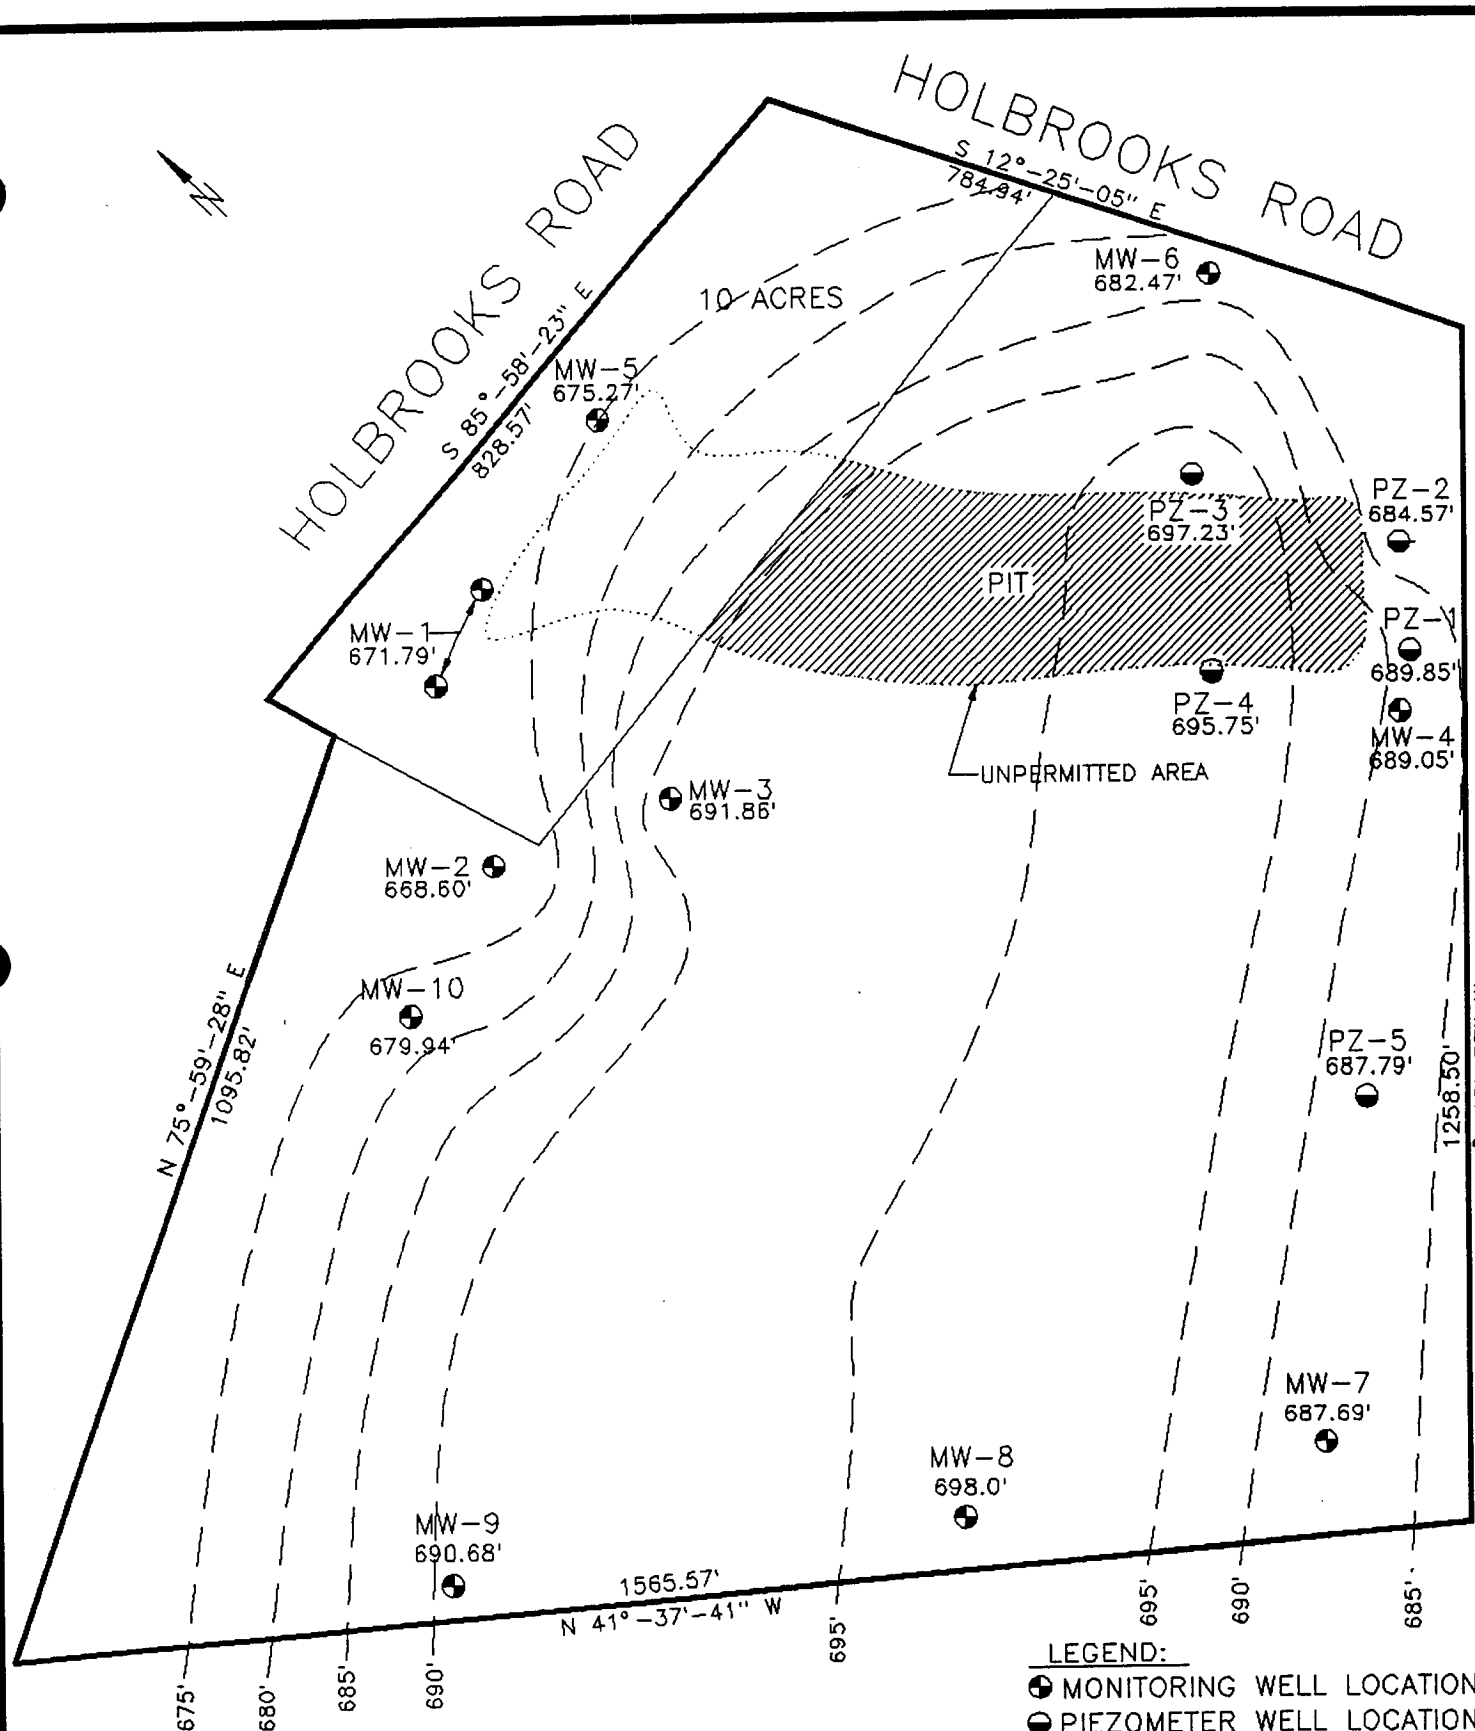 HOLBROOKS ROAD
S 12°-25'-05" E
784.94'
N
HOLBROOKS ROAD
S 85°-58'-23" E
828.57'
10 ACRES
MW-6
682.47'
MW-5
675.27'
PZ-2
684.57'
PZ-3
697.23'
PIT
MW-1
671.79'
PZ-1
689.85'
PZ-4
695.75'
MW-4
689.05'
UNPERMITTED AREA
MW-3
691.86'
MW-2
668.60'
MW-10
679.94'
N 75°-59'-28" E
1095.82'
PZ-5
687.79'
1258.50'
MW-7
687.69'
MW-8
698.0'
MW-9
690.68'
1565.57'
N 41°-37'-41" W
675'
680'
685'
690'
695'
695'
690'
685'
LEGEND:
MONITORING WELL LOCATION
PIEZOMETER WELL LOCATION